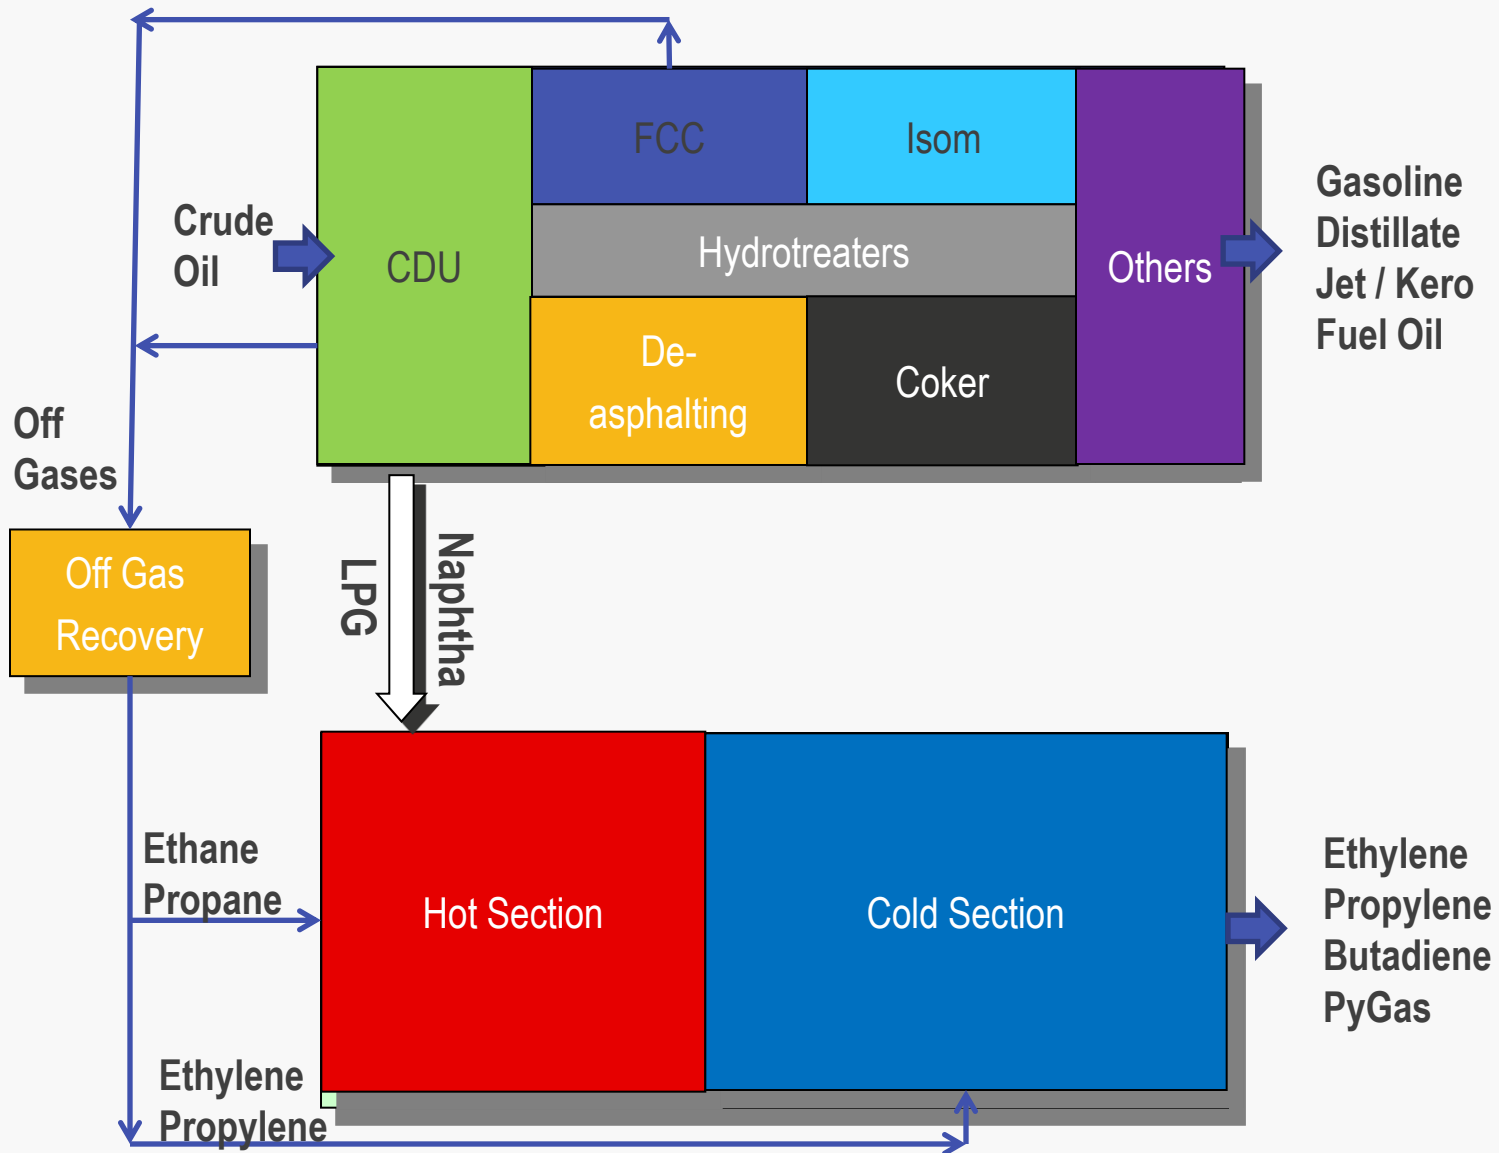 FCC
Isom
Crude
Oil
CDU
Hydrotreaters
Others
Gasoline
Distillate
Jet / Kero
Fuel Oil
De-
asphalting
Coker
Off
Gases
Off Gas
Recovery
LPG
Naphtha
Ethane
Propane
Hot Section
Cold Section
Ethylene
Propylene
Butadiene
PyGas
Ethylene
Propylene